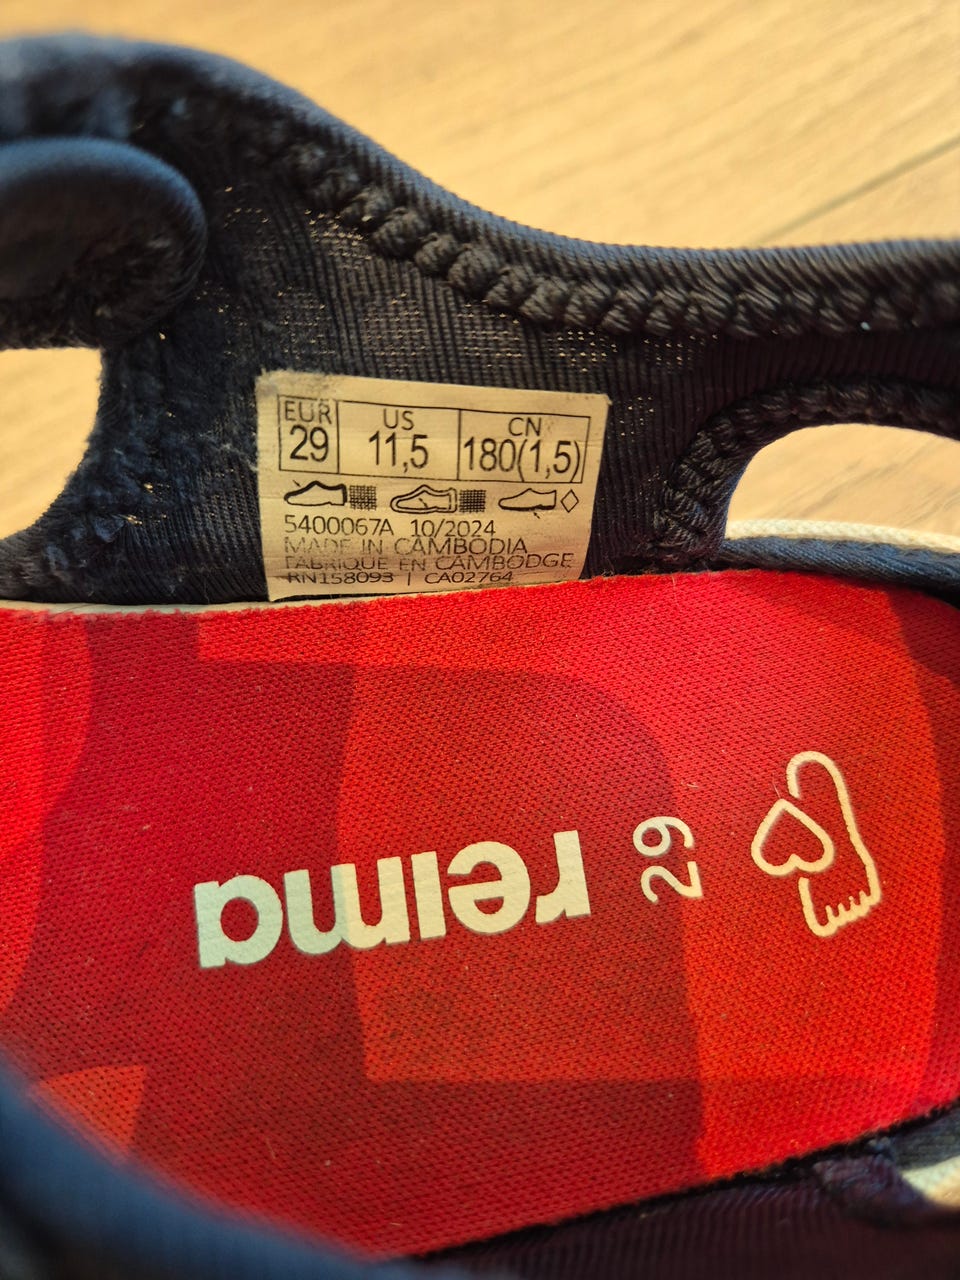 EUR US CN
29 11,5 180(1,5)
5400067A 10/2024
MADE IN CAMBODIA
FABRIQUÉ EN CAMBODGE
RN158093 | CA02764
reima
29